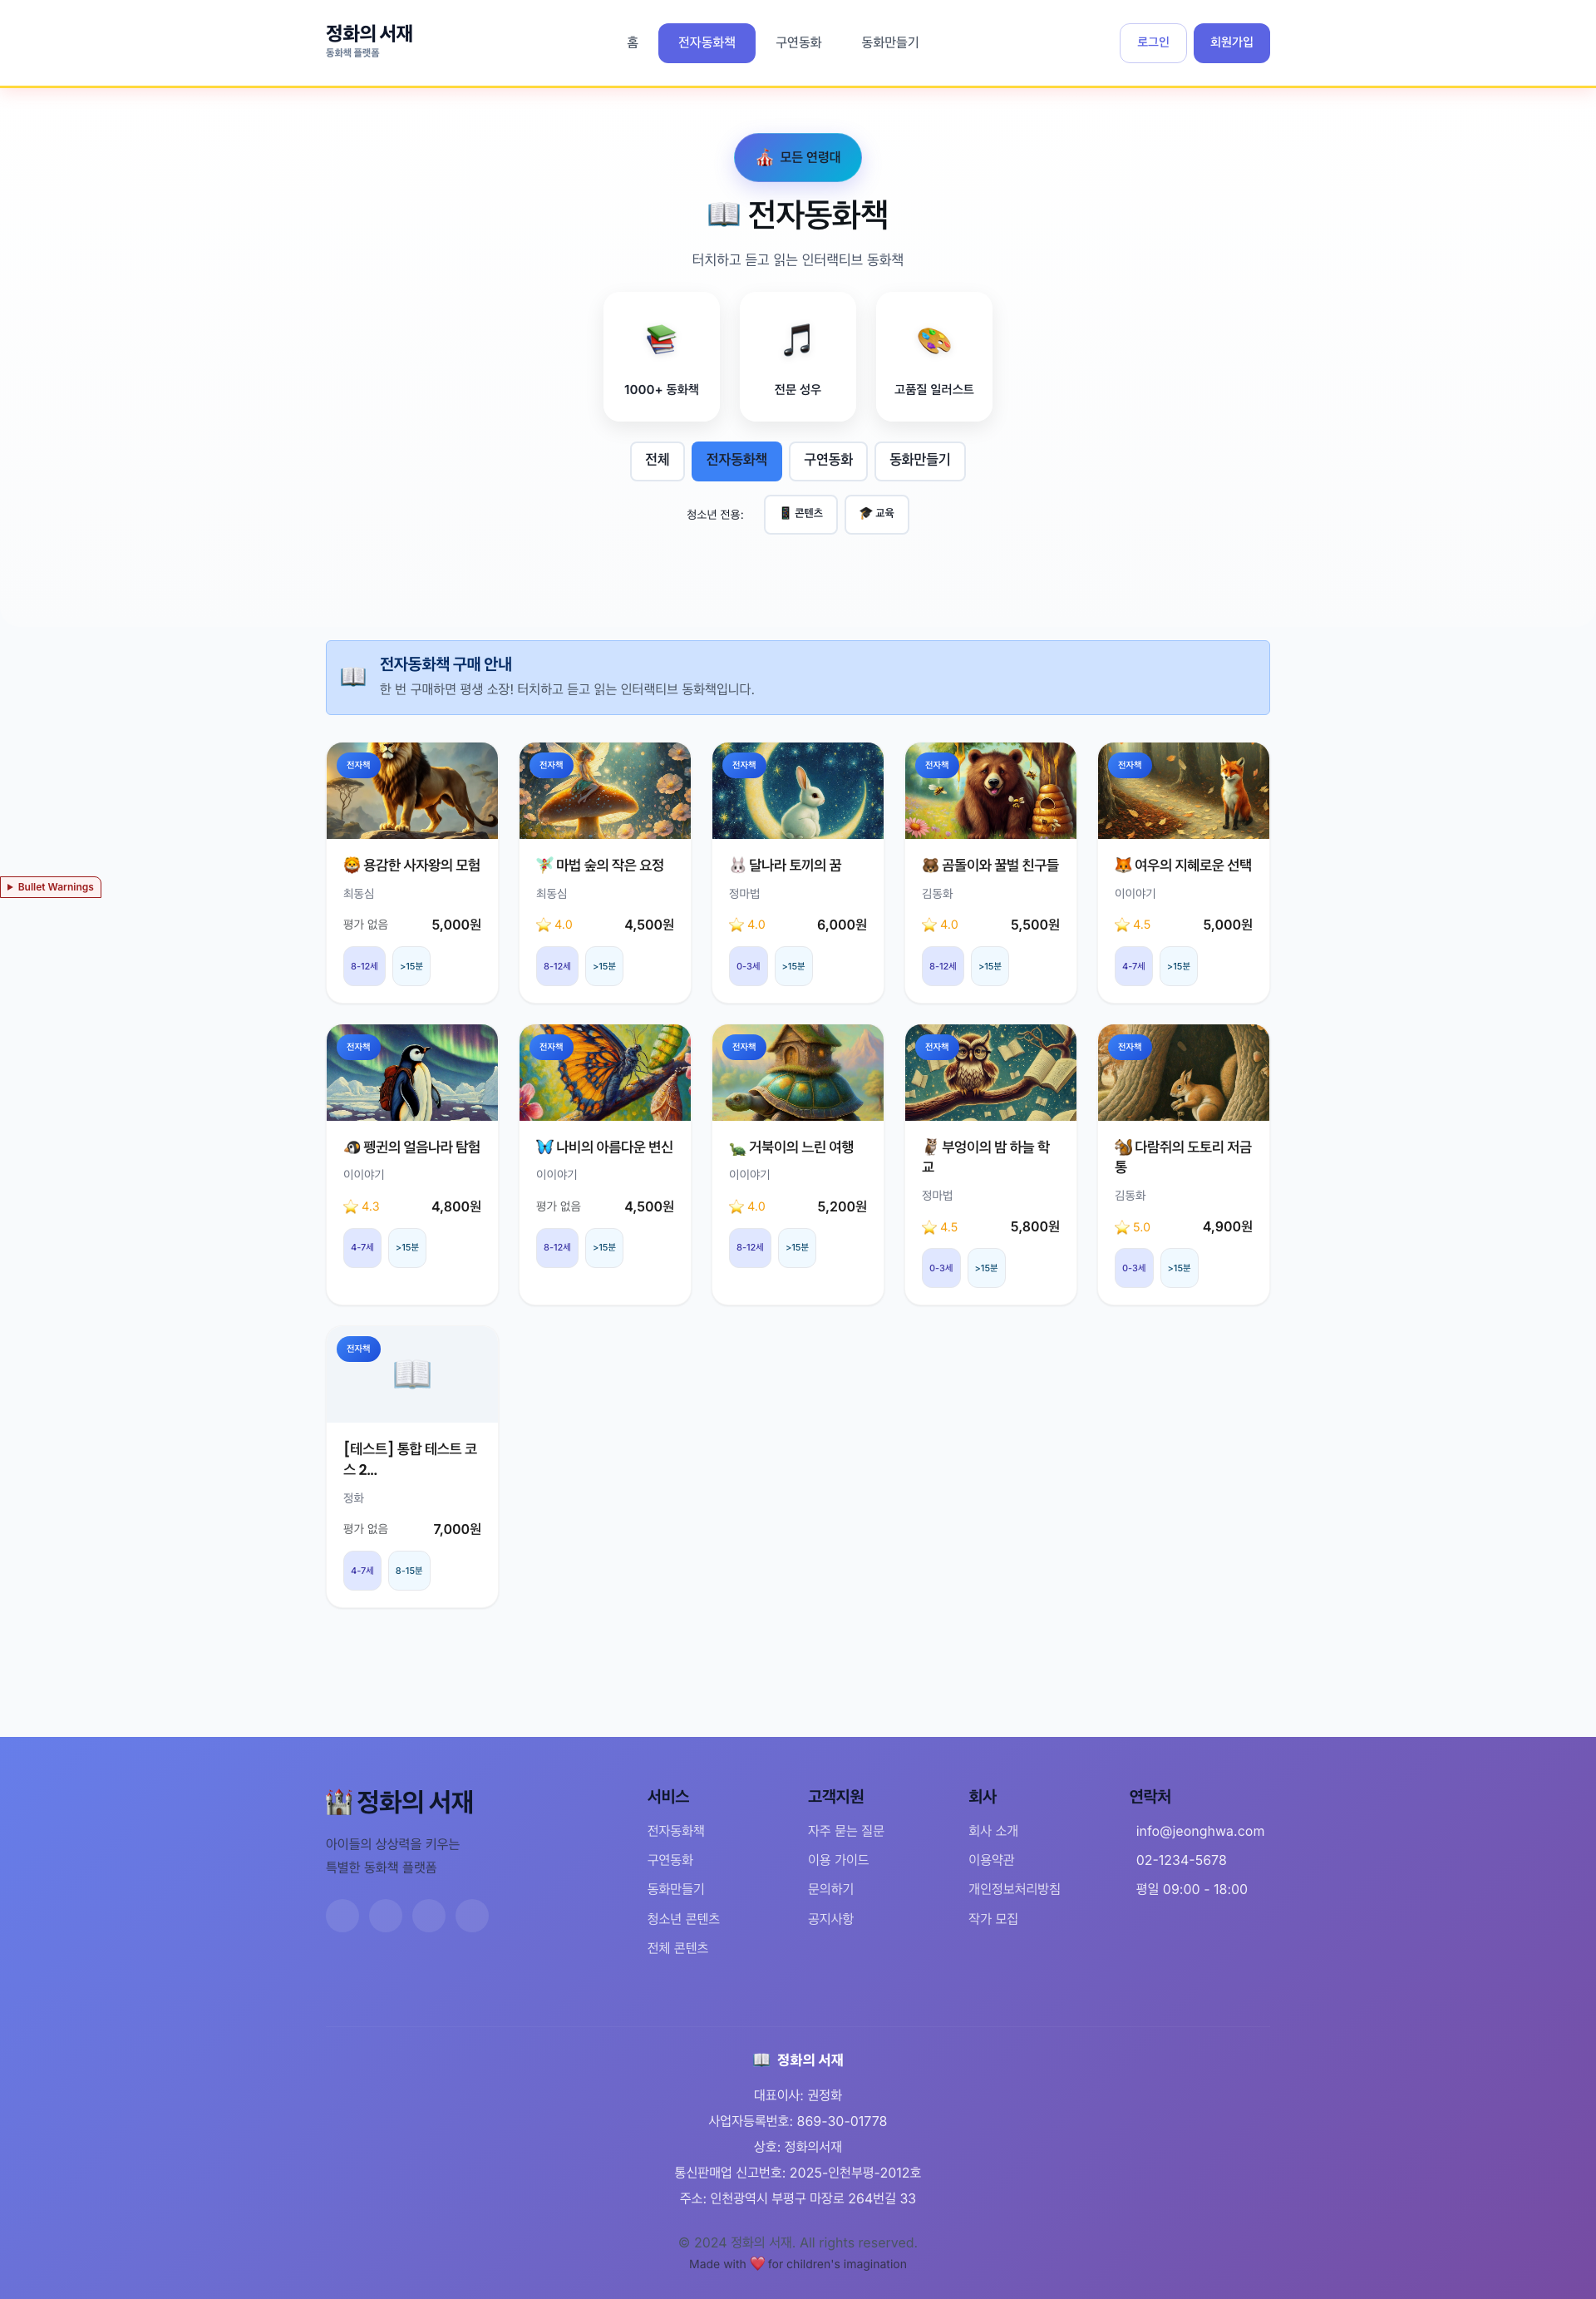 정화의 서재
동화책 플랫폼
홈
전자동화책
구연동화
동화만들기
로그인
회원가입
🎪 모든 연령대
📖 전자동화책
터치하고 듣고 읽는 인터랙티브 동화책
1000+ 동화책
전문 성우
고품질 일러스트
전체
전자동화책
구연동화
동화만들기
청소년 전용:
📱 콘텐츠
🎓 교육
전자동화책 구매 안내
한 번 구매하면 평생 소장! 터치하고 듣고 읽는 인터랙티브 동화책입니다.
Bullet Warnings
전자책
🦁 용감한 사자왕의 모험
최동심
평가 없음
5,000원
8-12세
>15분
전자책
🧚 마법 숲의 작은 요정
최동심
⭐ 4.0
4,500원
8-12세
>15분
전자책
🐰 달나라 토끼의 꿈
정마법
⭐ 4.0
6,000원
0-3세
>15분
전자책
🐻 곰돌이와 꿀벌 친구들
김동화
⭐ 4.0
5,500원
8-12세
>15분
전자책
🦊 여우의 지혜로운 선택
이이야기
⭐ 4.5
5,000원
4-7세
>15분
전자책
🐧 펭귄의 얼음나라 탐험
이이야기
⭐ 4.3
4,800원
4-7세
>15분
전자책
🦋 나비의 아름다운 변신
이이야기
평가 없음
4,500원
8-12세
>15분
전자책
🐢 거북이의 느린 여행
이이야기
⭐ 4.0
5,200원
8-12세
>15분
전자책
🦉 부엉이의 밤 하늘 학
교
정마법
⭐ 4.5
5,800원
0-3세
>15분
전자책
🐿️ 다람쥐의 도토리 저금
통
김동화
⭐ 5.0
4,900원
0-3세
>15분
전자책
[테스트] 통합 테스트 코
스 2...
정화
평가 없음
7,000원
4-7세
8-15분
🏰 정화의 서재
아이들의 상상력을 키우는
특별한 동화책 플랫폼
서비스
전자동화책
구연동화
동화만들기
청소년 콘텐츠
전체 콘텐츠
고객지원
자주 묻는 질문
이용 가이드
문의하기
공지사항
회사
회사 소개
이용약관
개인정보처리방침
작가 모집
연락처
info@jeonghwa.com
02-1234-5678
평일 09:00 - 18:00
📖 정화의 서재
대표이사: 권정화
사업자등록번호: 869-30-01778
상호: 정화의서재
통신판매업 신고번호: 2025-인천부평-2012호
주소: 인천광역시 부평구 마장로 264번길 33
© 2024 정화의 서재. All rights reserved.
Made with ❤️ for children's imagination